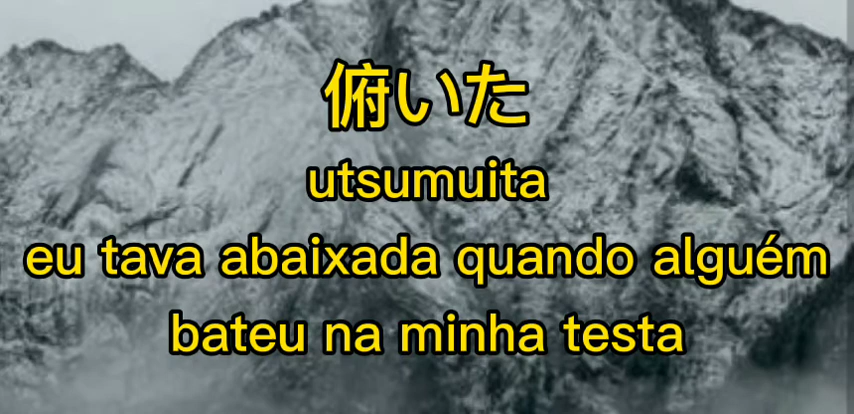 俯いた
utsumuita
eu tava abaixada quando alguém
bateu na minha testa